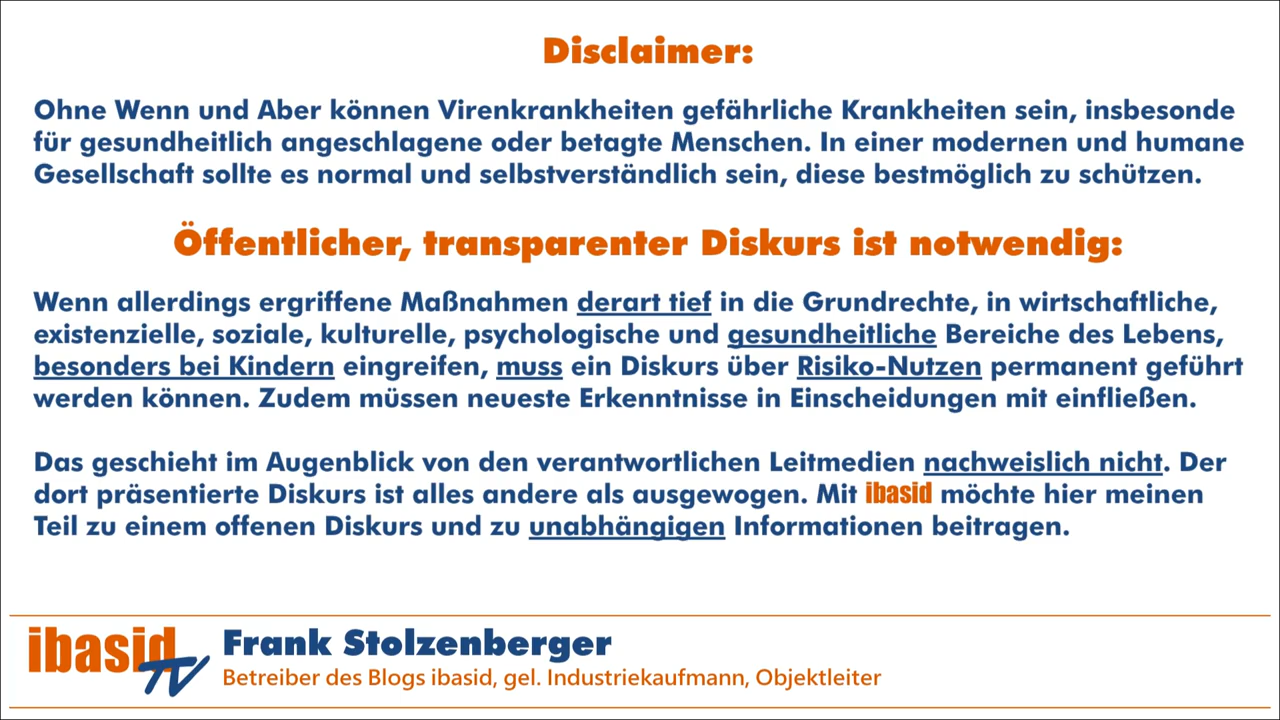 Disclaimer:
Ohne Wenn und Aber können Virenkrankheiten gefährliche Krankheiten sein, insbesonde
für gesundheitlich angeschlagene oder betagte Menschen. In einer modernen und humane
Gesellschaft sollte es normal und selbstverständlich sein, diese bestmöglich zu schützen.
Öffentlicher, transparenter Diskurs ist notwendig:
Wenn allerdings ergriffene Maßnahmen derart tief in die Grundrechte, in wirtschaftliche,
existenzielle, soziale, kulturelle, psychologische und gesundheitliche Bereiche des Lebens,
besonders bei Kindern eingreifen, muss ein Diskurs über Risiko-Nutzen permanent geführt
werden können. Zudem müssen neueste Erkenntnisse in Einscheidungen mit einfließen.
Das geschieht im Augenblick von den verantwortlichen Leitmedien nachweislich nicht. Der
dort präsentierte Diskurs ist alles andere als ausgewogen. Mit ibasid möchte hier meinen
Teil zu einem offenen Diskurs und zu unabhängigen Informationen beitragen.
ibasid TV
Frank Stolzenberger
Betreiber des Blogs ibasid, gel. Industriekaufmann, Objektleiter